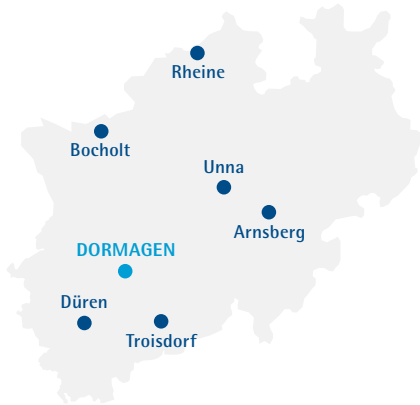 Rheine
Bocholt
Unna
Arnsberg
DORMAGEN
Düren
Troisdorf